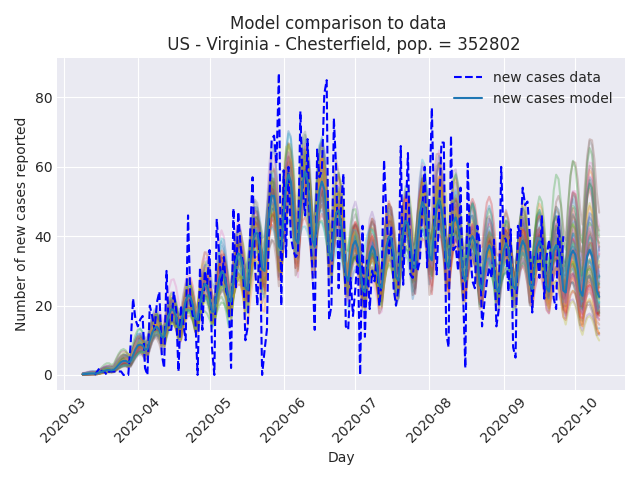 Model comparison to data
US - Virginia - Chesterfield, pop. = 352802
new cases data
new cases model
Number of new cases reported
80
60
40
20
0
2020-03
2020-04
2020-05
2020-06
2020-07
2020-08
2020-09
2020-10
Day